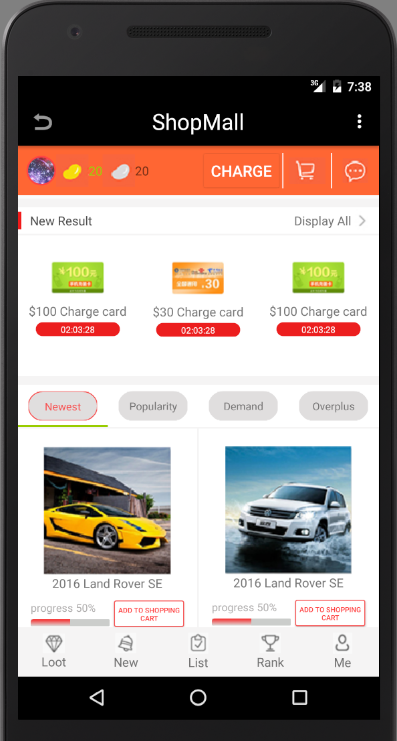 3G 7:38
ShopMall
20 20 CHARGE
New Result Display All
100元
.30
100元
$100 Charge card $30 Charge card $100 Charge card
02:03:28 02:03:28 02:03:28
Newest Popularity Demand Overplus
2016 Land Rover SE 2016 Land Rover SE
progress 50% ADD TO SHOPPING CART
progress 50% ADD TO SHOPPING CART
Loot New List Rank Me